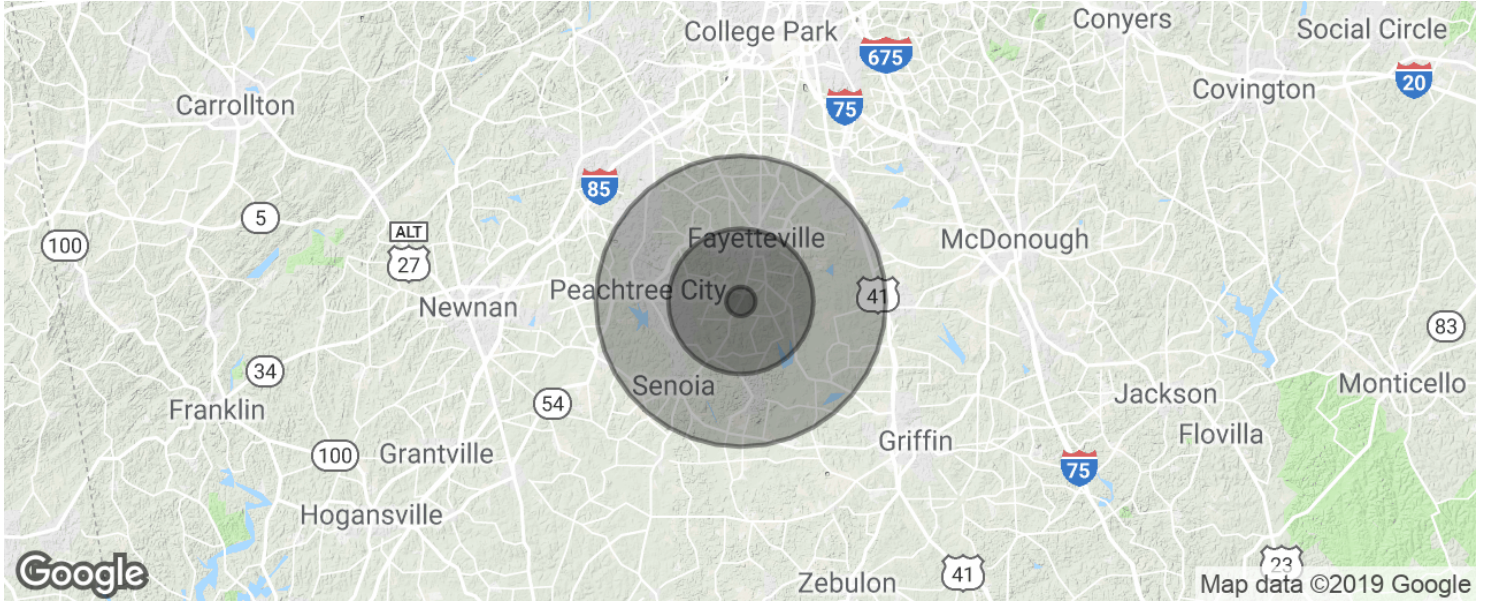 College Park
Conyers
Social Circle
675
20
Covington
Carrollton
75
85
5
100
ALT
27
Fayetteville
McDonough
Peachtree City
41
Newnan
83
34
Senoia
Jackson
Monticello
54
Franklin
Flovilla
Griffin
100
Grantville
75
Hogansville
23
41
Zebulon
Google
Map data ©2019 Google